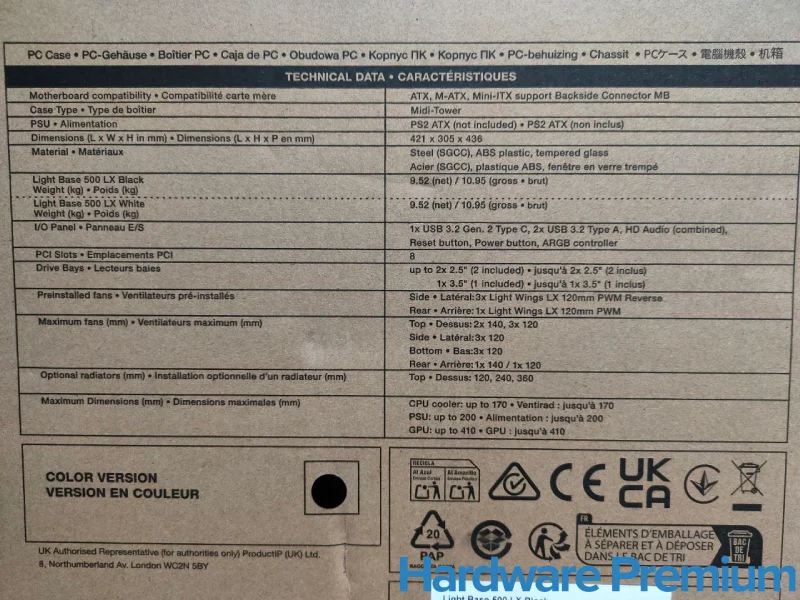 PC Case • PC-Gehäuse • Boîtier PC • Caja de PC • Obudowa PC • Корпус ПК • Корпус ПК • PC-behuizing • Chassit • PCケース • 電腦機殼 • 机箱
TECHNICAL DATA • CARACTÉRISTIQUES
Motherboard compatibility • Compatibilité carte mère ATX, M-ATX, Mini-ITX support Backside Connector MB
Case Type • Type de boîtier Midi-Tower
PSU • Alimentation PS2 ATX (not included) • PS2 ATX (non inclus)
Dimensions (L x W x H in mm) • Dimensions (L x H x P en mm) 421 x 305 x 436
Material • Matériaux Steel (SGCC), ABS plastic, tempered glass
Acier (SGCC), plastique ABS, fenêtre en verre trempé
Light Base 500 LX Black
Weight (kg) • Poids (kg) 9.52 (net) / 10.95 (gross • brut)
Light Base 500 LX White
Weight (kg) • Poids (kg) 9.52 (net) / 10.95 (gross • brut)
I/O Panel • Panneau E/S 1x USB 3.2 Gen. 2 Type C, 2x USB 3.2 Type A, HD Audio (combined),
Reset button, Power button, ARGB controller
PCI Slots • Emplacements PCI 8
Drive Bays • Lecteurs baies up to 2x 2.5" (2 included) • jusqu'à 2x 2.5" (2 inclus)
1x 3.5" (1 included) • jusqu'à 1x 3.5" (1 inclus)
Preinstalled fans • Ventilateurs pré-installés Side • Latéral:3x Light Wings LX 120mm PWM Reverse
Rear • Arrière:1x Light Wings LX 120mm PWM
Maximum fans (mm) • Ventilateurs maximum (mm) Top • Dessus:2x 140, 3x 120
Side • Latéral:3x 120
Bottom • Bas:3x 120
Rear • Arrière:1x 140 / 1x 120
Optional radiators (mm) • Installation optionnelle d'un radiateur (mm) Top • Dessus: 120, 240, 360
Maximum Dimensions (mm) • Dimensions maximales (mm) CPU cooler: up to 170 • Ventirad : jusqu'à 170
PSU: up to 200 • Alimentation : jusqu'à 200
GPU: up to 410 • GPU : jusqu'à 410
COLOR VERSION
VERSION EN COULEUR
RECICLA
Al Azul Al Amarillo
CE UK CA
20
PAP
FR
ÉLÉMENTS D'EMBALLAGE
À SÉPARER ET À DÉPOSER
DANS LE BAC DE TRI
BAC DE TRI
UK Authorised Representative (for authorities only) ProductIP (UK) Ltd.
8, Northumberland Av. London WC2N 5BY
Hardware Premium
Light Base 500 LX Black